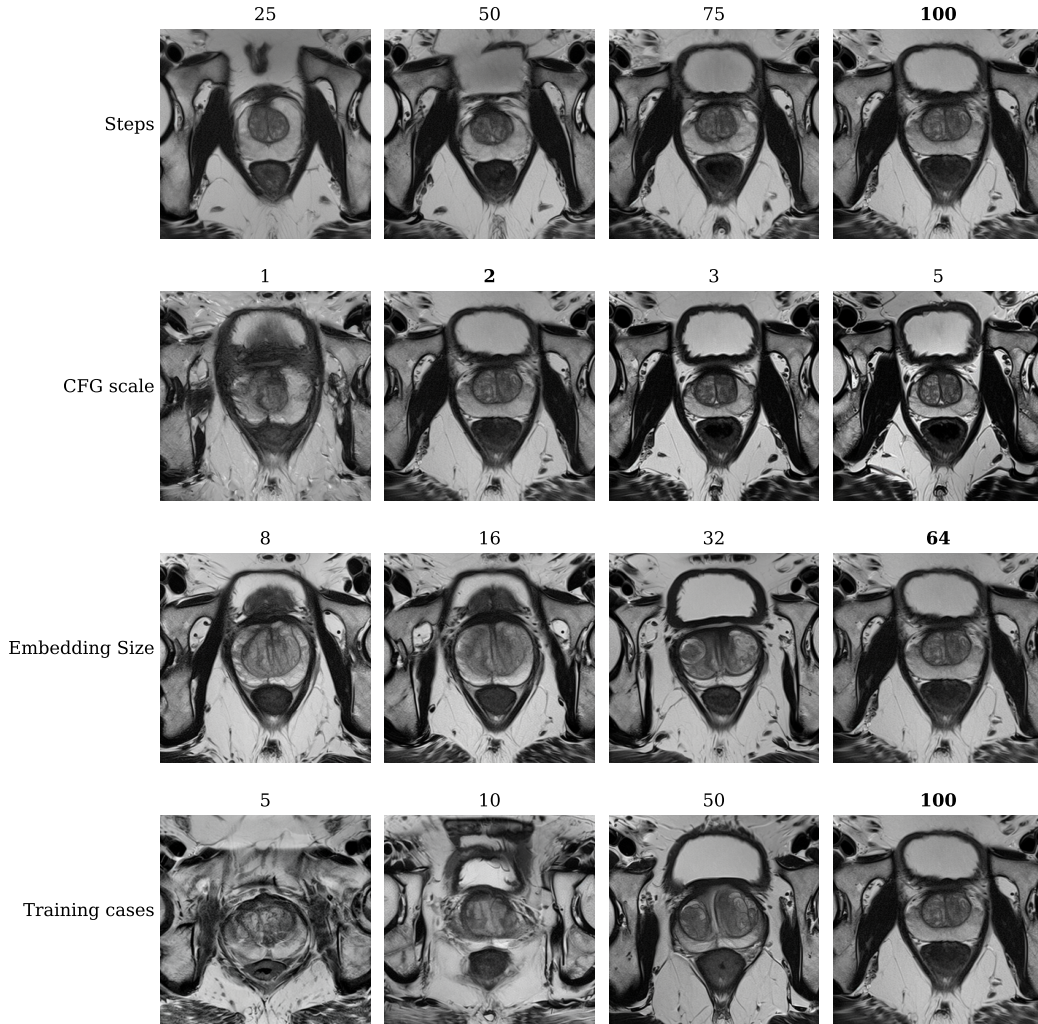 25 50 75 100
Steps
1 2 3 5
CFG scale
8 16 32 64
Embedding Size
5 10 50 100
Training cases